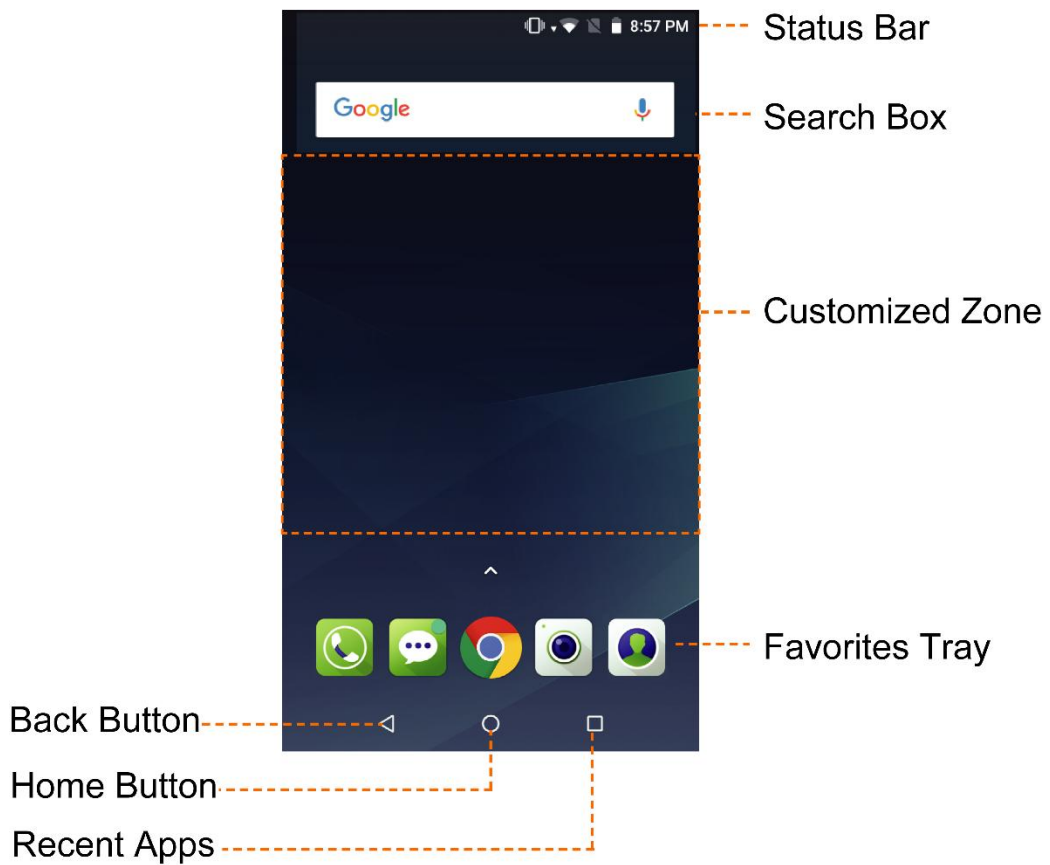 8:57 PM
Status Bar
Google
Search Box
Customized Zone
Favorites Tray
Back Button
Home Button
Recent Apps